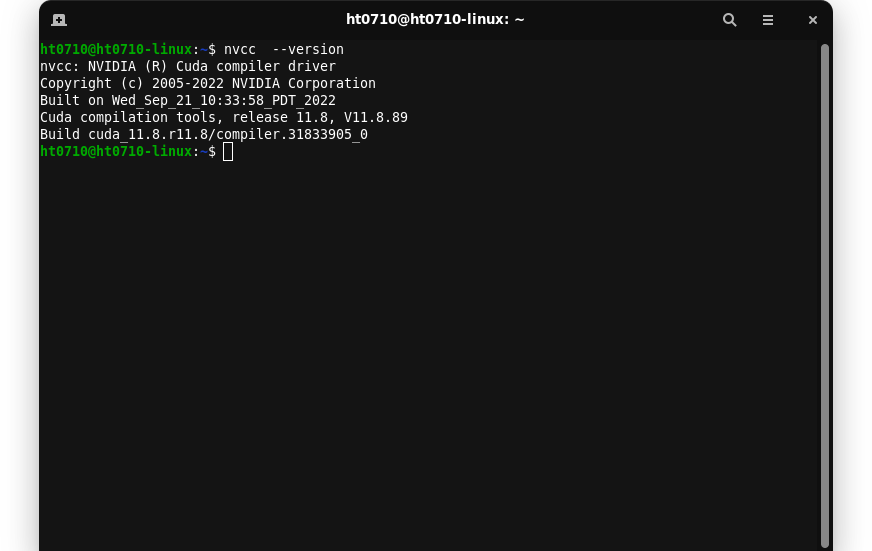 ht0710@ht0710-linux: ~
ht0710@ht0710-linux:~$ nvcc  --version
nvcc: NVIDIA (R) Cuda compiler driver
Copyright (c) 2005-2022 NVIDIA Corporation
Built on Wed_Sep_21_10:33:58_PDT_2022
Cuda compilation tools, release 11.8, V11.8.89
Build cuda_11.8.r11.8/compiler.31833905_0
ht0710@ht0710-linux:~$